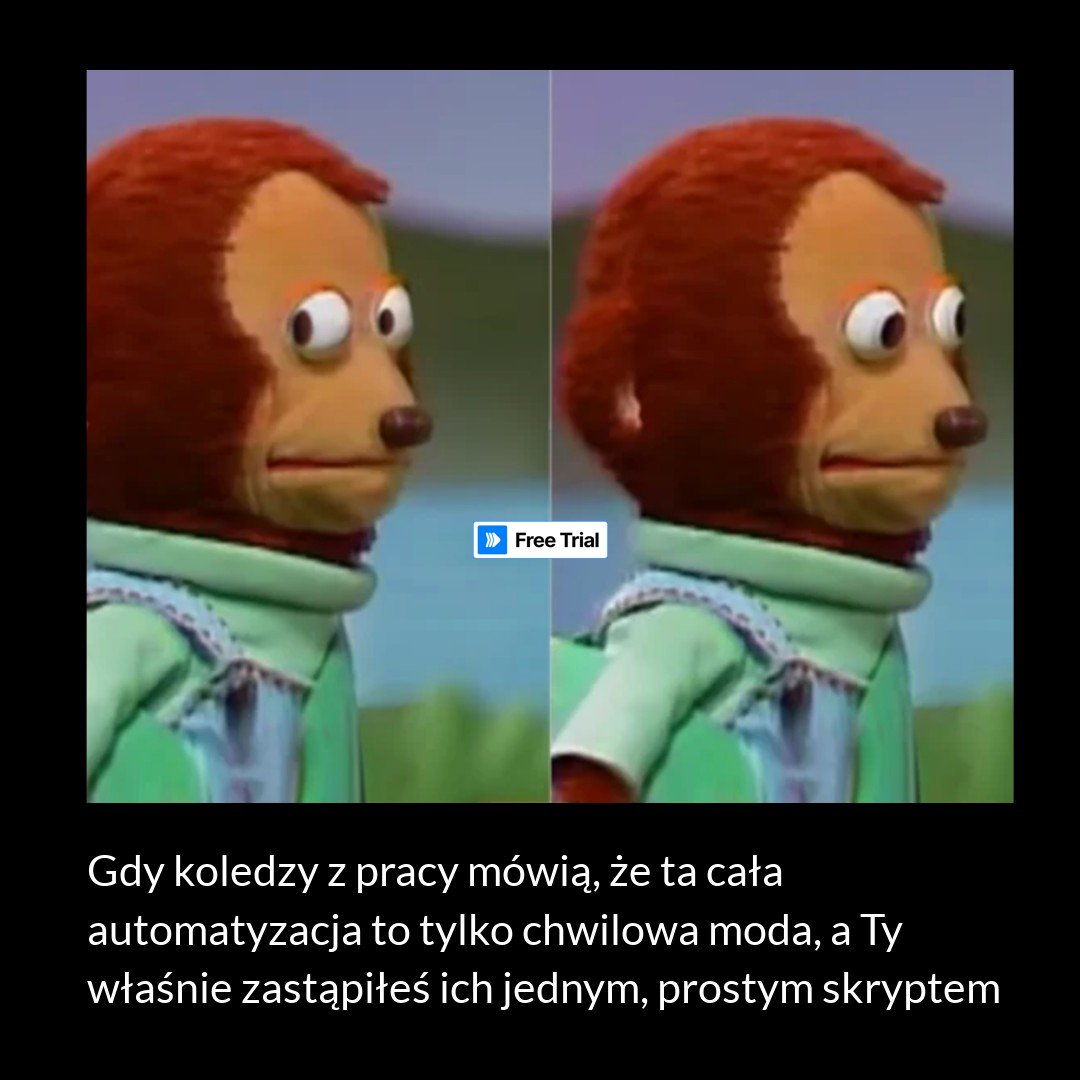 Free Trial
Gdy koledzy z pracy mówią, że ta cała
automatyzacja to tylko chwilowa moda, a Ty
właśnie zastąpiłeś ich jednym, prostym skryptem